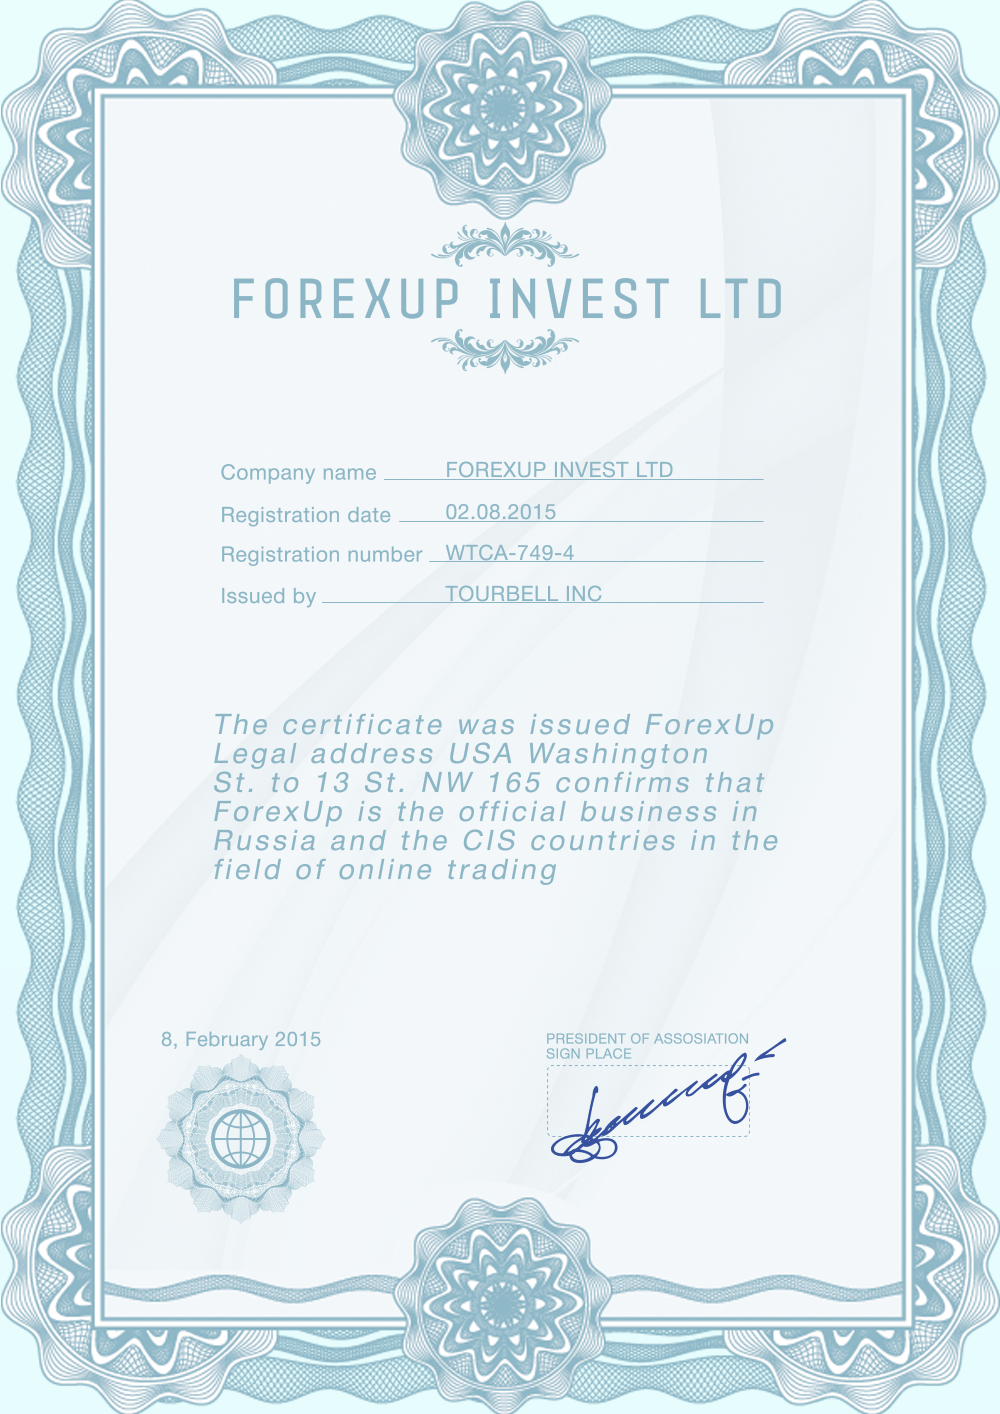 FOREXUP INVEST LTD
Company name FOREXUP INVEST LTD
Registration date 02.08.2015
Registration number WTCA-749-4
Issued by TOURBELL INC
The certificate was issued ForexUp
Legal address USA Washington
St. to 13 St. NW 165 confirms that
ForexUp is the official business in
Russia and the CIS countries in the
field of online trading
8, February 2015
PRESIDENT OF ASSOSIATION
SIGN PLACE